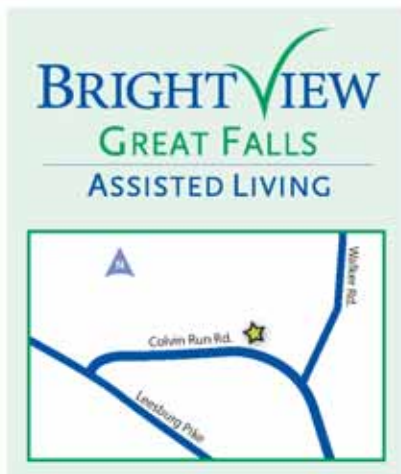 BRIGHTVIEW
GREAT FALLS
ASSISTED LIVING
N
Walker Rd.
Colvin Run Rd.
Leesburg Pike